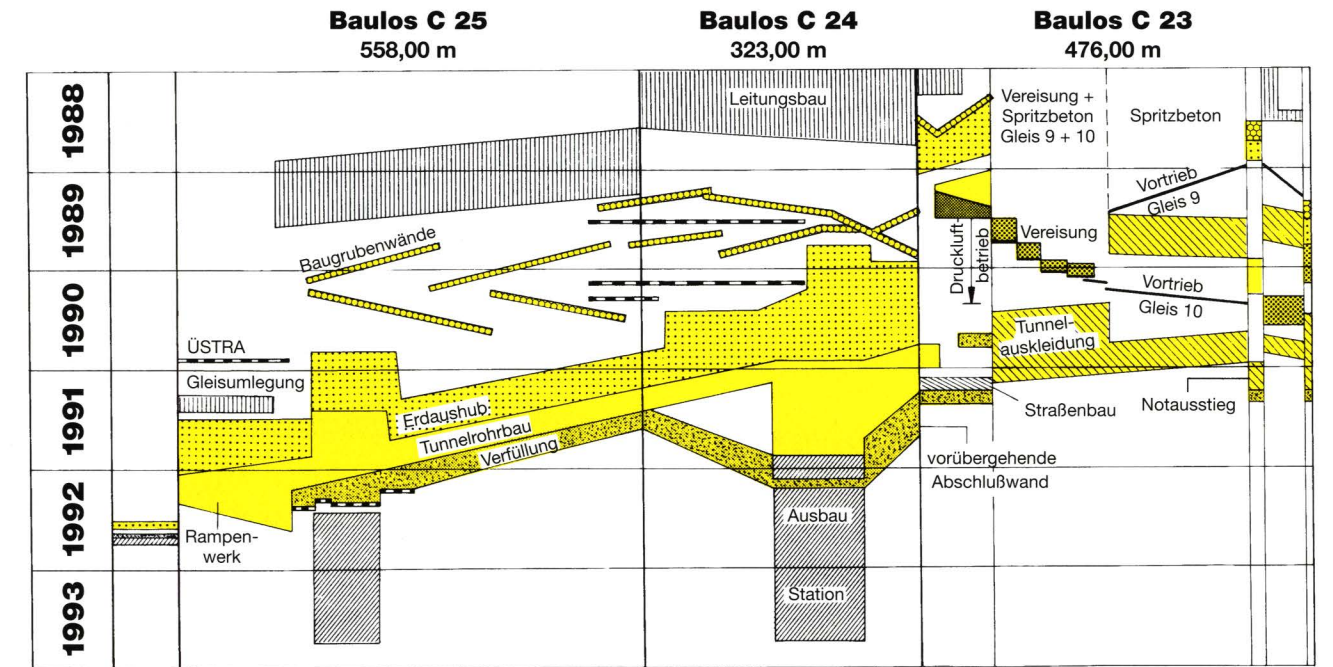 Baulos C 25
558,00 m
Baulos C 24
323,00 m
Baulos C 23
476,00 m
1988
1989
1990
1991
1992
1993
Leitungsbau
Vereisung +
Spritzbeton
Gleis 9 + 10
Spritzbeton
Vortrieb
Gleis 9
Baugrubenwände
Druckluft-
betrieb
Vereisung
Vortrieb
Gleis 10
ÜSTRA
Gleisumlegung
Tunnel-
auskleidung
Erdaushub
Tunnelrohrbau
Verfüllung
Straßenbau
Notausstieg
vorübergehende
Abschlußwand
Rampen-
werk
Ausbau
Station